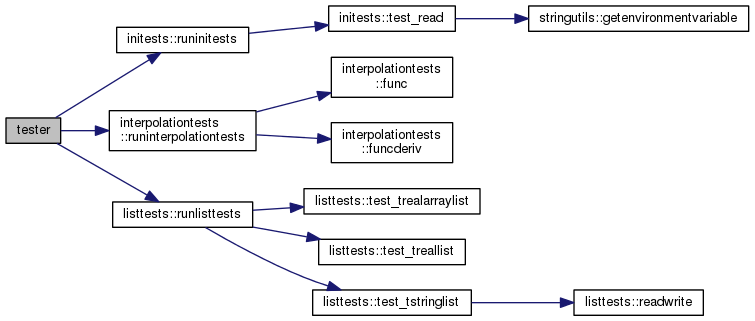 tester
initests::runinitests
initests::test_read
stringutils::getenvironmentvariable
interpolationtests
::runinterpolationtests
interpolationtests
::func
interpolationtests
::funcderiv
listtests::runlisttests
listtests::test_trealarraylist
listtests::test_treallist
listtests::test_tstringlist
listtests::readwrite